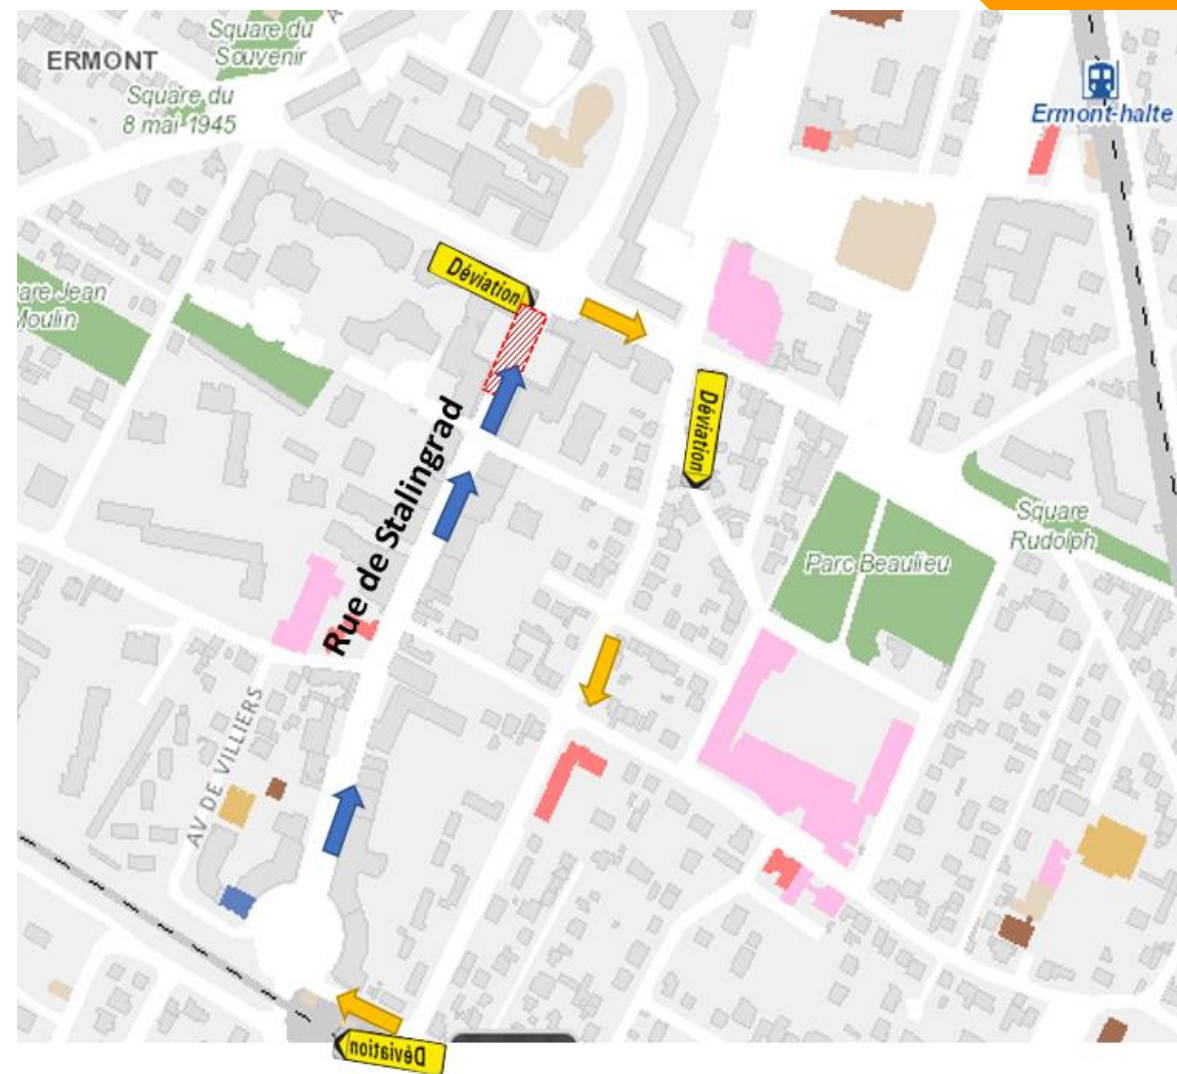 Square du
Souvenir
ERMONT
Square du
8 mai 1945
Ermont-halte
Déviation
are Jean
Moulin
Déviation
Rue de Stalingrad
Square
Rudolph
Parc Beaulieu
AV DE VILLIERS
Déviation